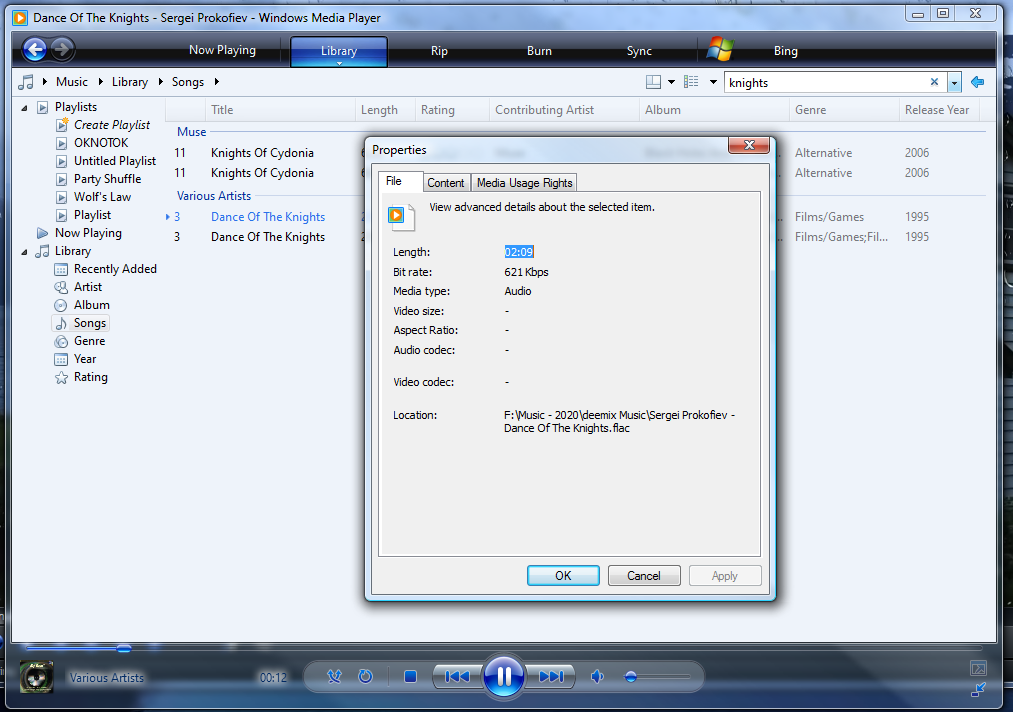 Dance Of The Knights - Sergei Prokofiev - Windows Media Player
Now Playing Library Rip Burn Sync Bing
Music Library Songs knights
Playlists
Create Playlist
OKNOTOK
Untitled Playlist
Party Shuffle
Wolf's Law
Playlist
Now Playing
Library
Recently Added
Artist
Album
Songs
Genre
Year
Rating
Title Length Rating Contributing Artist Album Genre Release Year
Muse
11 Knights Of Cydonia Alternative 2006
11 Knights Of Cydonia Alternative 2006
Various Artists
3 Dance Of The Knights Films/Games 1995
3 Dance Of The Knights Films/Games;Fil... 1995
Properties
File Content Media Usage Rights
View advanced details about the selected item.
Length: 02:09
Bit rate: 621 Kbps
Media type: Audio
Video size: -
Aspect Ratio: -
Audio codec: -
Video codec: -
Location: F:\Music - 2020\deemix Music\Sergei Prokofiev -
Dance Of The Knights.flac
OK Cancel Apply
Various Artists 00:12